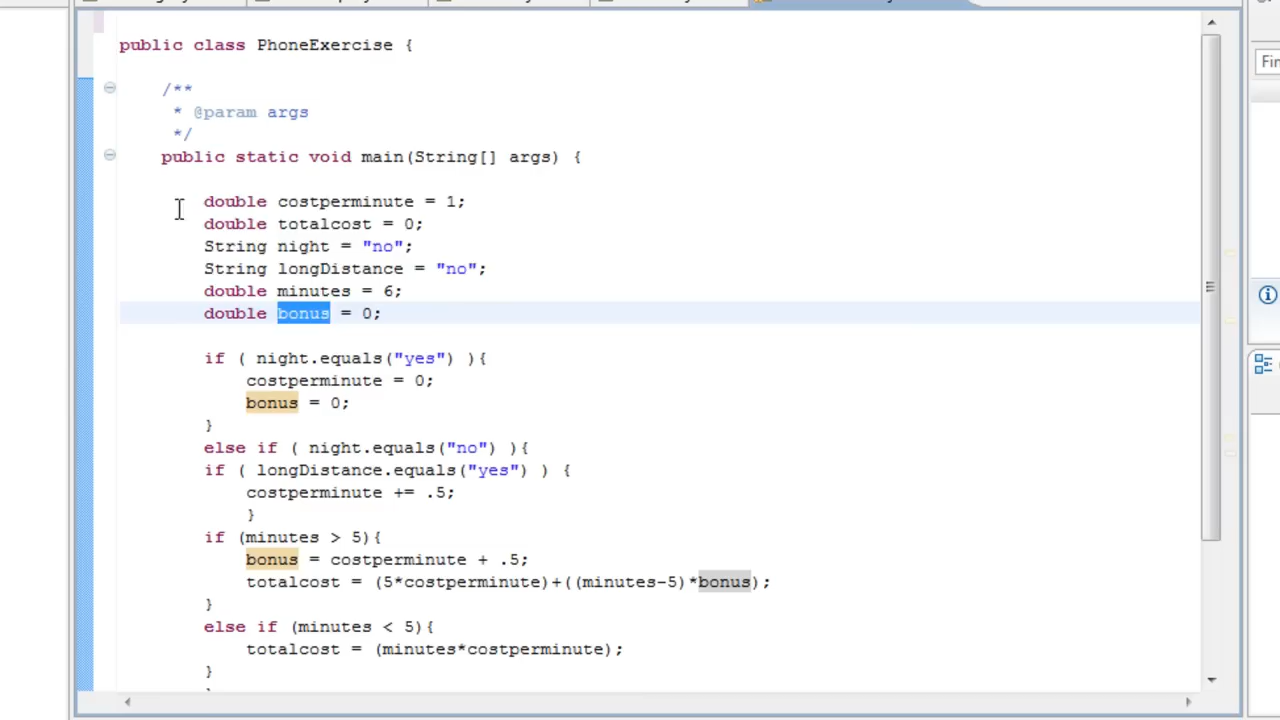 public class PhoneExercise {
/**
* @param args
*/
public static void main(String[] args) {
double costperminute = 1;
double totalcost = 0;
String night = "no";
String longDistance = "no";
double minutes = 6;
double bonus = 0;
if ( night.equals("yes") ){
costperminute = 0;
bonus = 0;
}
else if ( night.equals("no") ){
if ( longDistance.equals("yes") ) {
costperminute += .5;
}
if (minutes > 5){
bonus = costperminute + .5;
totalcost = (5*costperminute)+((minutes-5)*bonus);
}
else if (minutes < 5){
totalcost = (minutes*costperminute);
}
Fin